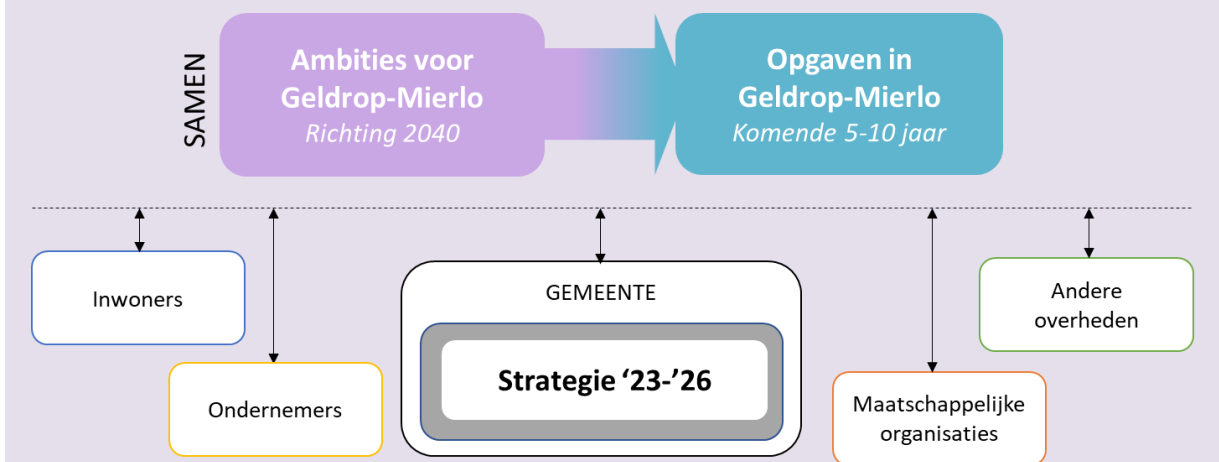 SAMEN
Ambities voor
Geldrop-Mierlo
Richting 2040
Opgaven in
Geldrop-Mierlo
Komende 5-10 jaar
Inwoners
Ondernemers
GEMEENTE
Strategie ‘23-’26
Maatschappelijke
organisaties
Andere
overheden